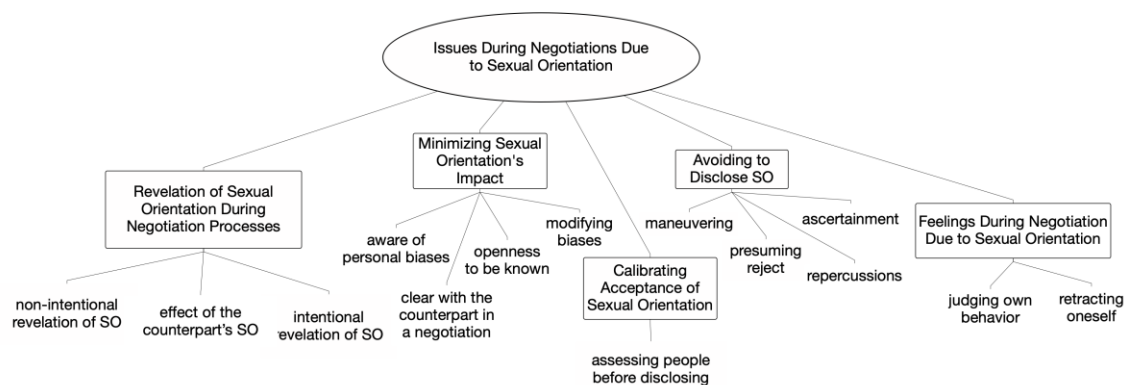 Issues During Negotiations Due
to Sexual Orientation
Minimizing Sexual
Orientation's
Impact
Avoiding to
Disclose SO
Revelation of Sexual
Orientation During
Negotiation Processes
Feelings During Negotiation
Due to Sexual Orientation
Calibrating
Acceptance of
Sexual Orientation
non-intentional
revelation of SO
effect of the
counterpart's SO
intentional
revelation of SO
aware of
personal biases
clear with the
counterpart in
a negotiation
openness
to be known
modifying
biases
assessing people
before disclosing
maneuvering
presuming
reject
repercussions
ascertainment
judging own
behavior
retracting
oneself